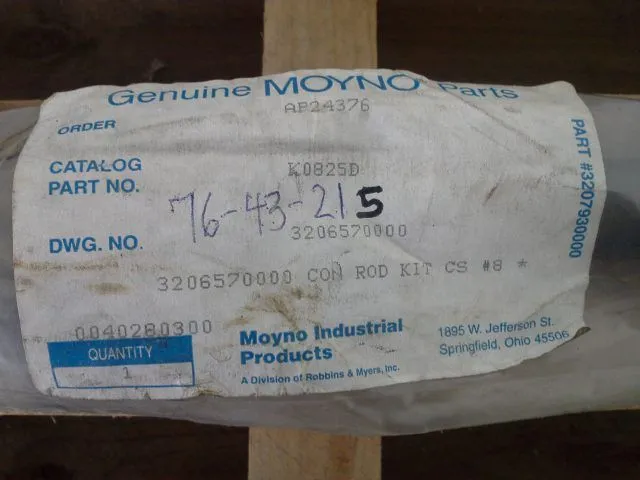 Genuine MOYNO Parts
ORDER AP24376
CATALOG
PART NO. K0825D
76-43-215
DWG. NO. 3206570000
3206570000 CON ROD KIT CS #8 *
0040280300
QUANTITY
1
Moyno Industrial
Products
A Division of Robbins & Myers, Inc.
1895 W. Jefferson St.
Springfield, Ohio 45506
PART #3207930000